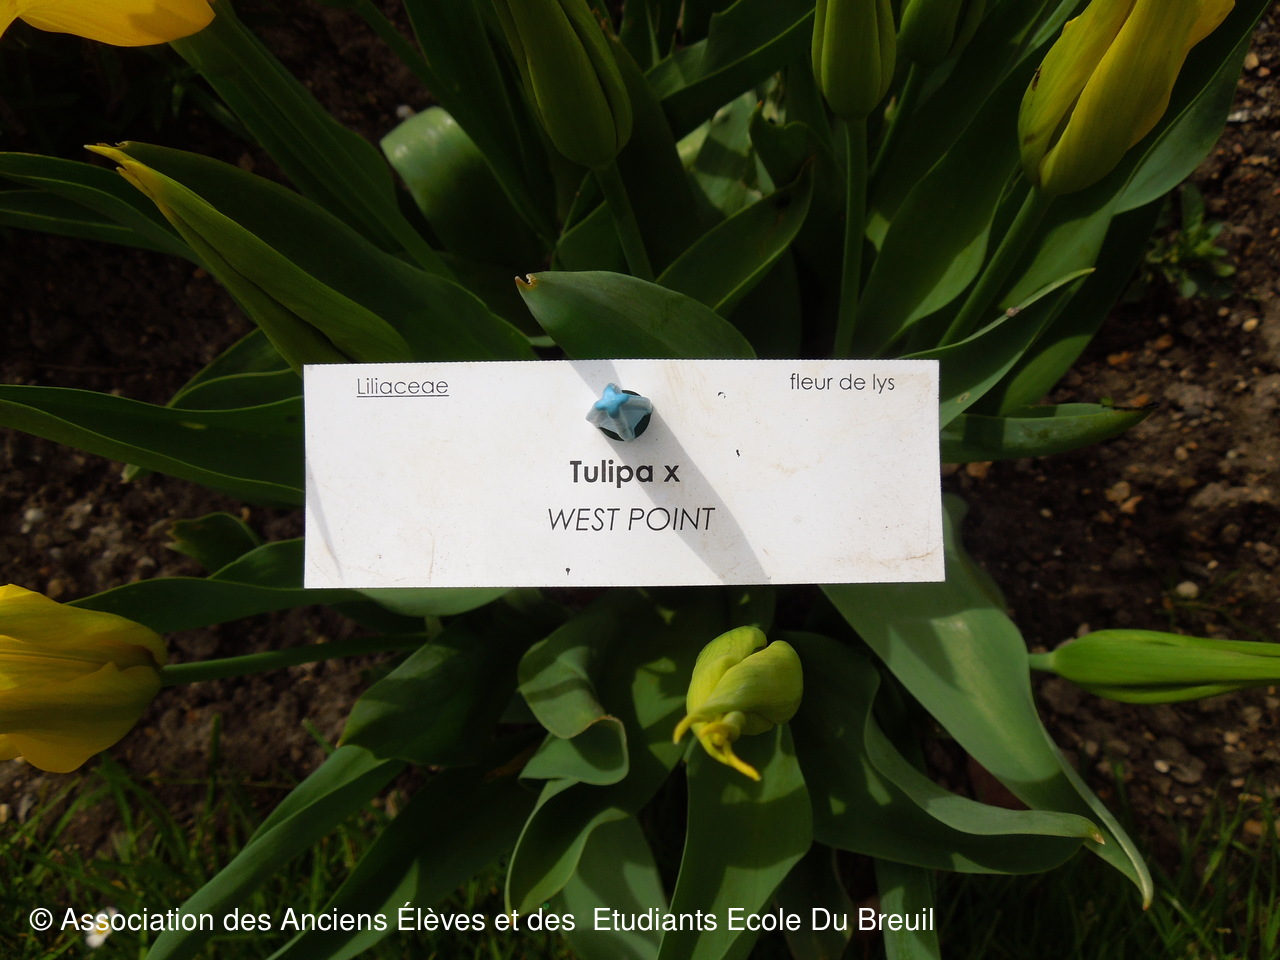 Liliaceae fleur de lys
Tulipa x
WEST POINT
© Association des Anciens Élèves et des  Etudiants Ecole Du Breuil